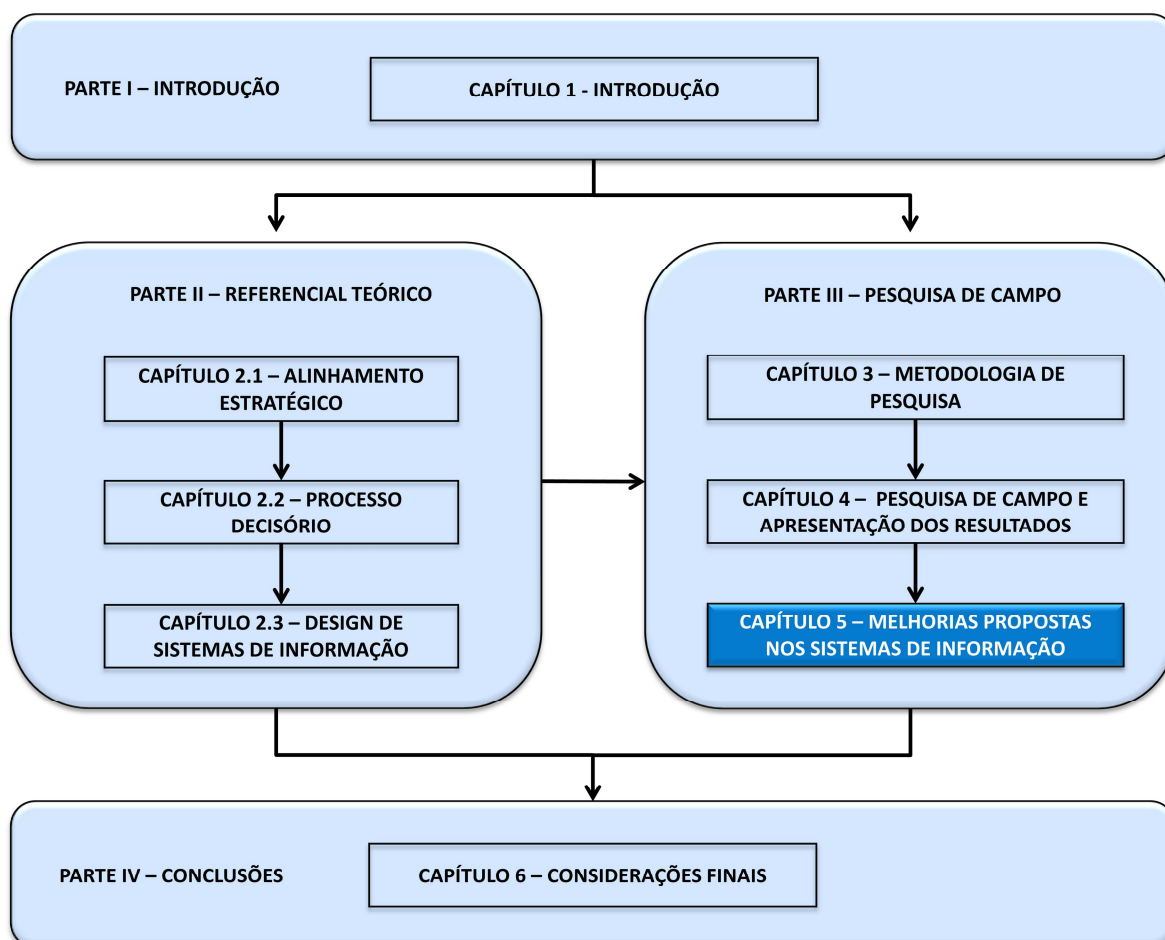 PARTE I – INTRODUÇÃO
CAPÍTULO 1 - INTRODUÇÃO
PARTE II – REFERENCIAL TEÓRICO
CAPÍTULO 2.1 – ALINHAMENTO
ESTRATÉGICO
CAPÍTULO 2.2 – PROCESSO
DECISÓRIO
CAPÍTULO 2.3 – DESIGN DE
SISTEMAS DE INFORMAÇÃO
PARTE III – PESQUISA DE CAMPO
CAPÍTULO 3 – METODOLOGIA DE
PESQUISA
CAPÍTULO 4 – PESQUISA DE CAMPO E
APRESENTAÇÃO DOS RESULTADOS
CAPÍTULO 5 – MELHORIAS PROPOSTAS
NOS SISTEMAS DE INFORMAÇÃO
PARTE IV – CONCLUSÕES
CAPÍTULO 6 – CONSIDERAÇÕES FINAIS